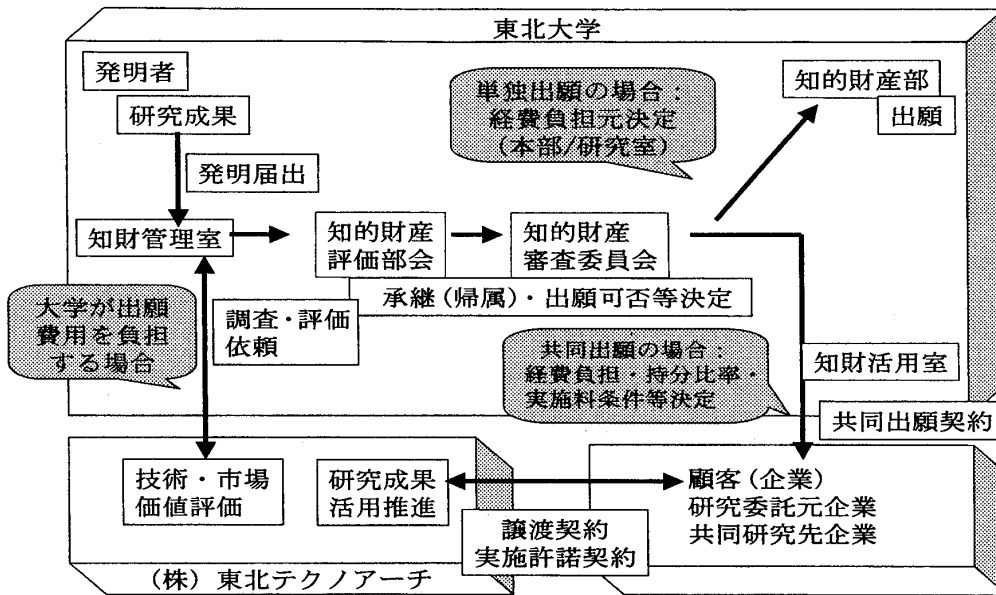 東北大学
発明者
研究成果
発明届出
知財管理室
単独出願の場合：
経費負担元決定
(本部/研究室)
知的財産部
出願
知的財産
評価部会
知的財産
審査委員会
承継(帰属)・出願可否等決定
大学が出願
費用を負担
する場合
調査・評価
依頼
共同出願の場合：
経費負担・持分比率・
実施料条件等決定
知財活用室
共同出願契約
技術・市場
価値評価
研究成果
活用推進
譲渡契約
実施許諾契約
顧客(企業)
研究委託元企業
共同研究先企業
(株)東北テクノアーチ